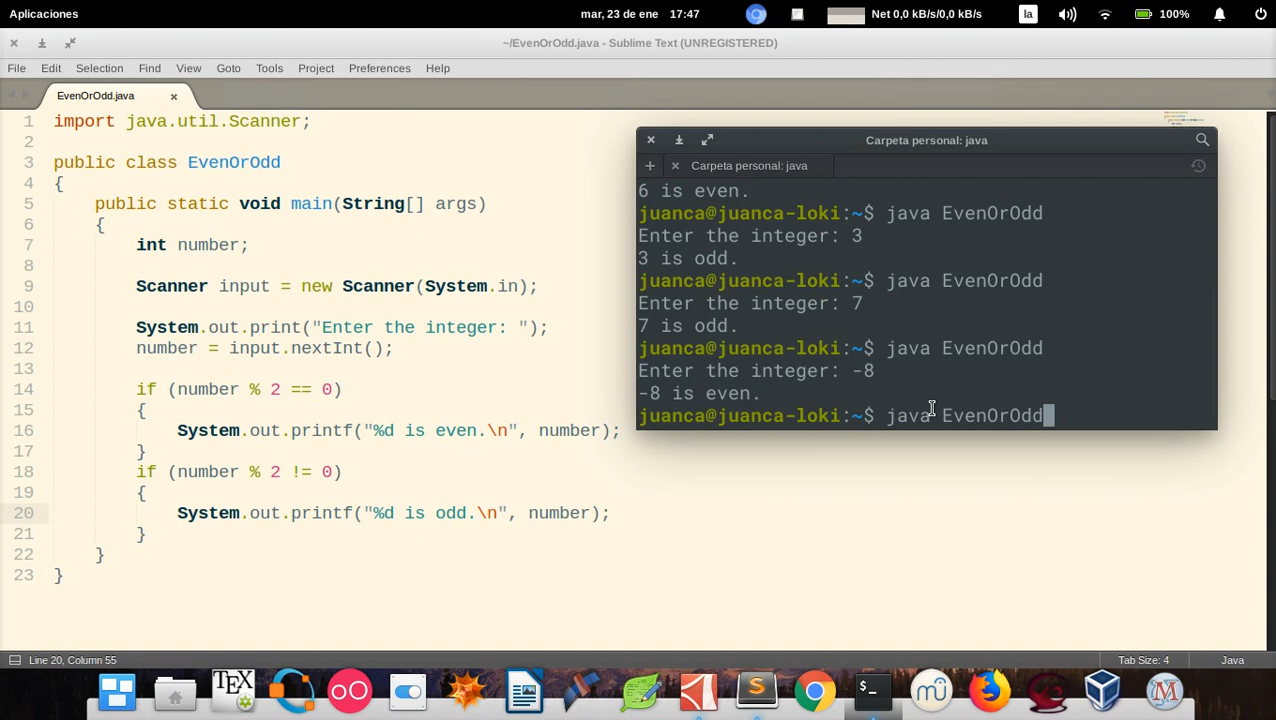 Aplicaciones mar, 23 de ene 17:47 Net 0,0 kB/s/0,0 kB/s la 100%
~/EvenOrOdd.java - Sublime Text (UNREGISTERED)
File Edit Selection Find View Goto Tools Project Preferences Help
EvenOrOdd.java
1 import java.util.Scanner;
2
3 public class EvenOrOdd
4 {
5 public static void main(String[] args)
6 {
7 int number;
8
9 Scanner input = new Scanner(System.in);
10
11 System.out.print("Enter the integer: ");
12 number = input.nextInt();
13
14 if (number % 2 == 0)
15 {
16 System.out.printf("%d is even.\n", number);
17 }
18 if (number % 2 != 0)
19 {
20 System.out.printf("%d is odd.\n", number);
21 }
22 }
23 }
Carpeta personal: java
Carpeta personal: java
6 is even.
juanca@juanca-loki:~$ java EvenOrOdd
Enter the integer: 3
3 is odd.
juanca@juanca-loki:~$ java EvenOrOdd
Enter the integer: 7
7 is odd.
juanca@juanca-loki:~$ java EvenOrOdd
Enter the integer: -8
-8 is even.
juanca@juanca-loki:~$ java EvenOrOdd
Line 20, Column 55 Tab Size: 4 Java
TEX